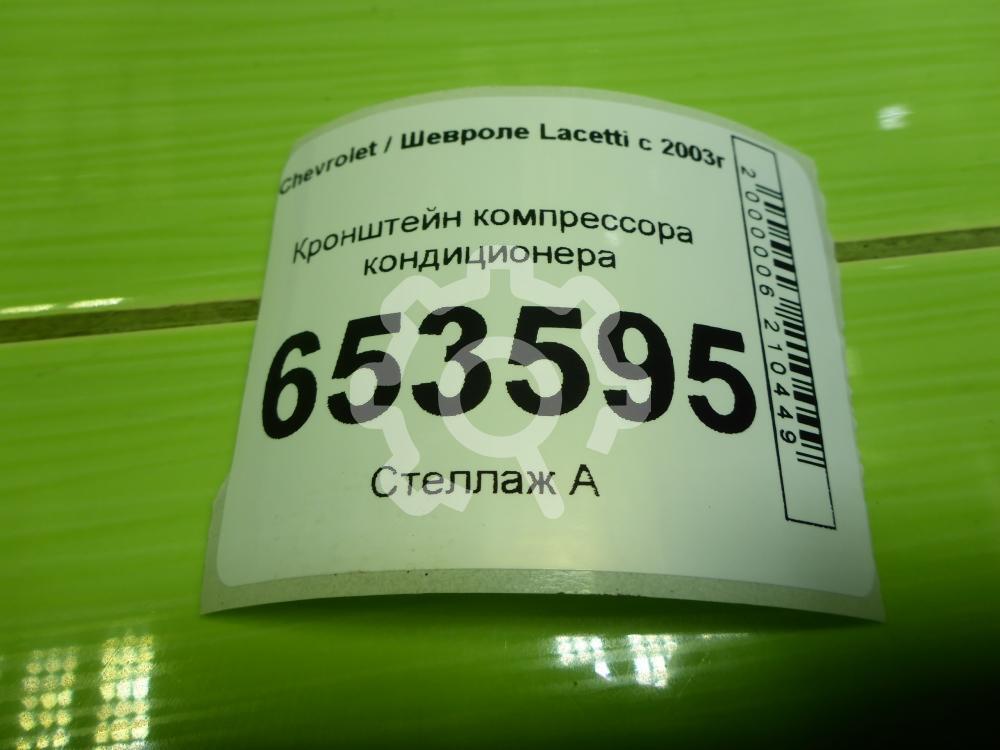 Chevrolet / Шевроле Lacetti с 2003г
Кронштейн компрессора
кондиционера
653595
Стеллаж А
2000006210449